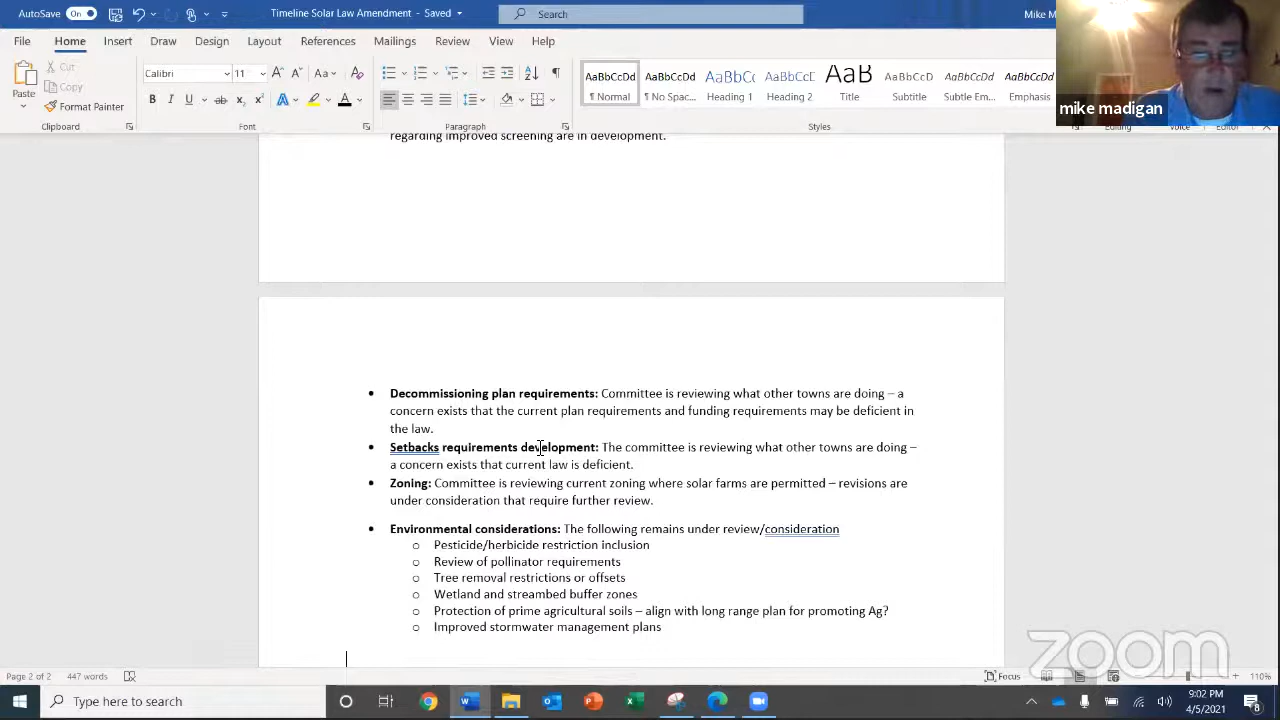 Timeline Solar Law Amendment - Saved
Search
Mike M
File Home Insert Draw Design Layout References Mailings Review View Help
Paste
Copy
Format Painter
Clipboard
Calibri 11
Font
Paragraph
AaBbCcDd ¶ Normal
AaBbCcDd ¶ No Spac...
AaBbC Heading 1
AaBbCcE Heading 2
AaB Title
AaBbCcD Subtitle
AaBbCcDd Subtle Em...
AaBbCcDd Emphasis
Styles
Editing
Voice
Editor
mike madigan
regarding improved screening are in development.
• Decommissioning plan requirements: Committee is reviewing what other towns are doing – a
concern exists that the current plan requirements and funding requirements may be deficient in
the law.
• Setbacks requirements development: The committee is reviewing what other towns are doing –
a concern exists that current law is deficient.
• Zoning: Committee is reviewing current zoning where solar farms are permitted – revisions are
under consideration that require further review.
• Environmental considerations: The following remains under review/consideration
o Pesticide/herbicide restriction inclusion
o Review of pollinator requirements
o Tree removal restrictions or offsets
o Wetland and streambed buffer zones
o Protection of prime agricultural soils – align with long range plan for promoting Ag?
o Improved stormwater management plans
zoom
Page 2 of 2 447 words
Focus
110%
Type here to search
9:02 PM
4/5/2021
8